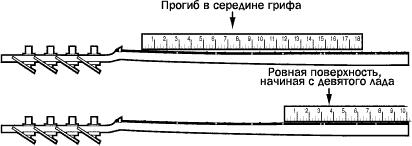 Прогиб в середине грифа
1 2 3 4 5 6 7 8 9 10 11 12 13 14 15 16 17 18
Ровная поверхность,
начиная с девятого лада
1 2 3 4 5 6 7 8 9 10